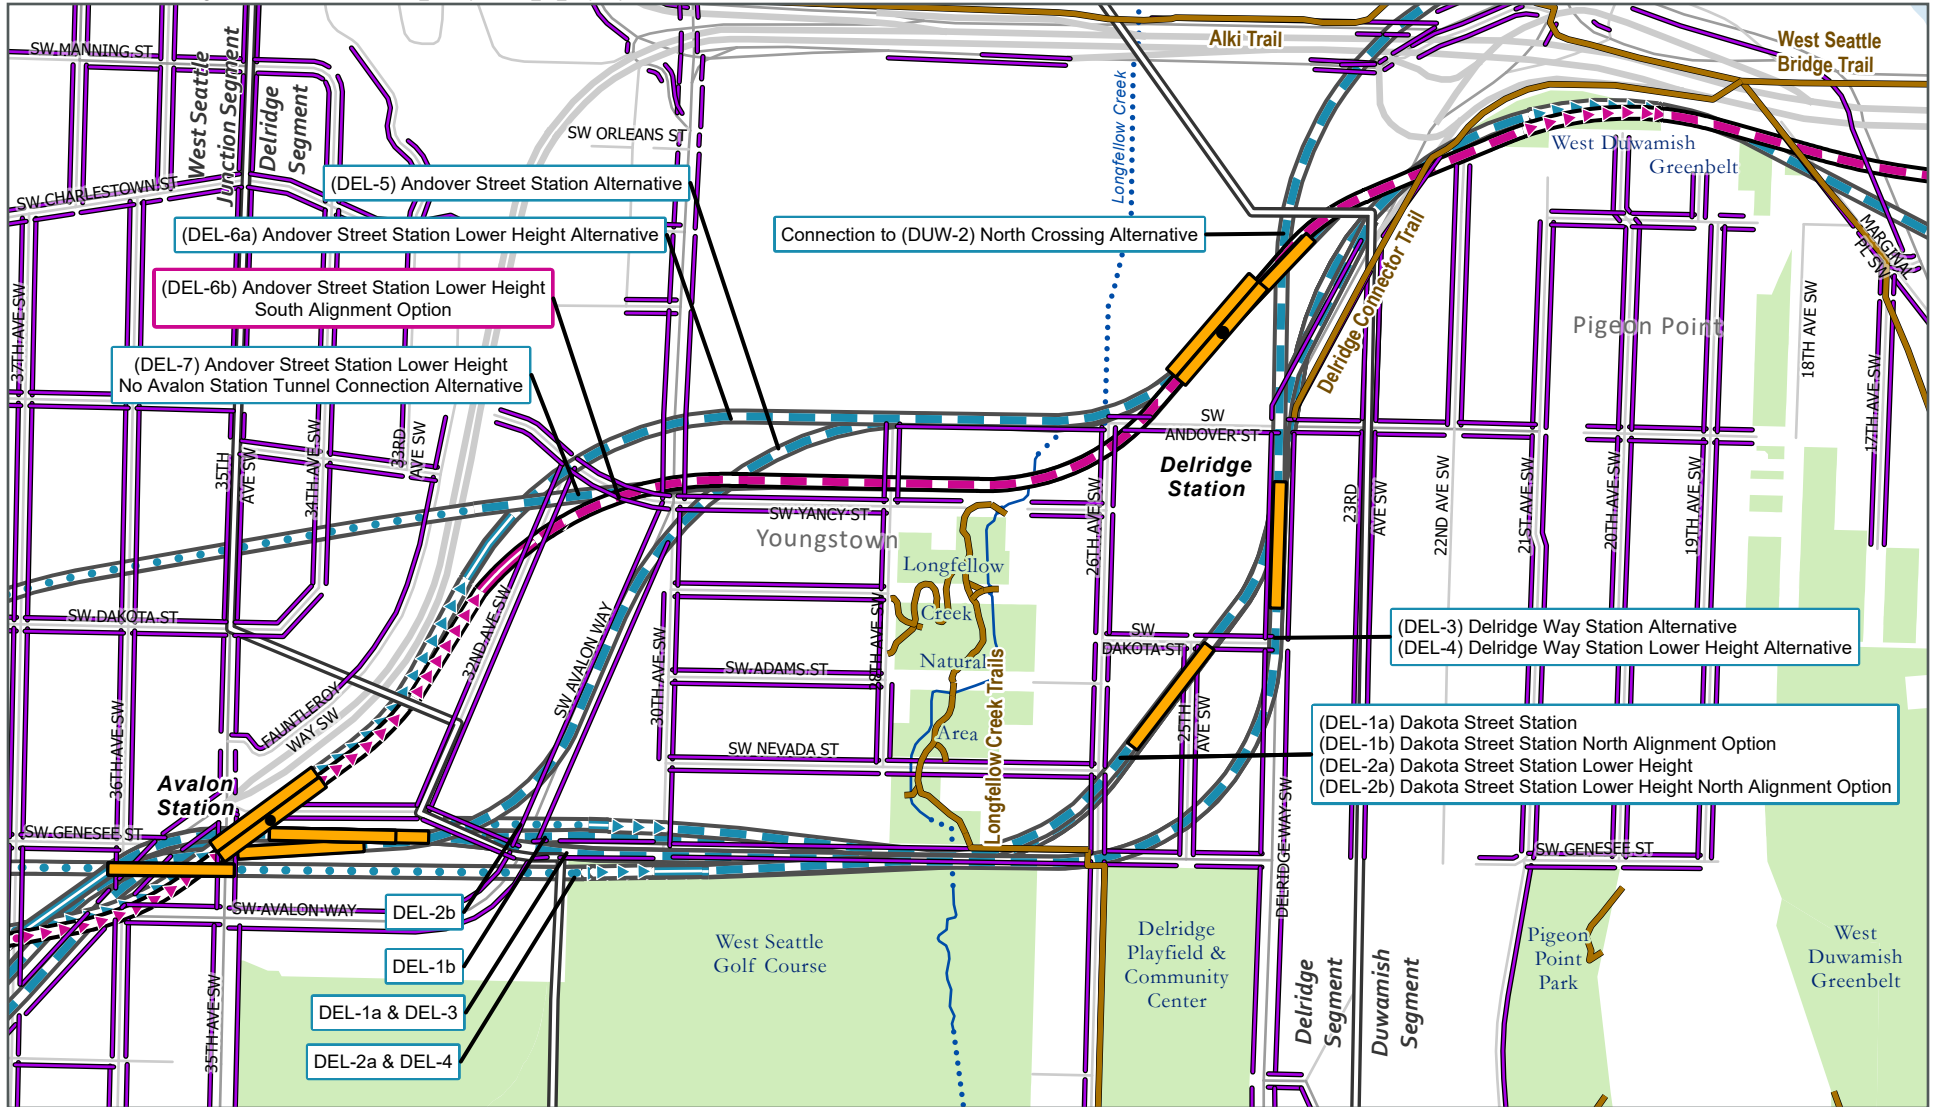 SW MANNING ST
West Seattle
Junction Segment
Delridge
Segment
SW ORLEANS ST
Alki Trail
West Seattle
Bridge Trail
Longfellow Creek
SW CHARLESTOWN ST
(DEL-5) Andover Street Station Alternative
(DEL-6a) Andover Street Station Lower Height Alternative
(DEL-6b) Andover Street Station Lower Height
South Alignment Option
(DEL-7) Andover Street Station Lower Height
No Avalon Station Tunnel Connection Alternative
Connection to (DUW-2) North Crossing Alternative
West Duwamish
Greenbelt
MARGINAL
PL SW
Delridge Connector Trail
Pigeon Point
18TH AVE SW
17TH AVE SW
37TH AVE SW
35TH
AVE SW
34TH AVE SW
33RD
AVE SW
SW
ANDOVER ST
Delridge
Station
26TH AVE SW
23RD
AVE SW
22ND AVE SW
21ST AVE SW
20TH AVE SW
19TH AVE SW
SW YANCY ST
Youngstown
Longfellow
Creek
Natural
Area
Longfellow Creek Trails
SW DAKOTA ST
32ND AVE SW
SW AVALON WAY
30TH AVE SW
SW ADAMS ST
28TH AVE SW
SW NEVADA ST
SW
DAKOTA ST
25TH
AVE SW
(DEL-3) Delridge Way Station Alternative
(DEL-4) Delridge Way Station Lower Height Alternative
(DEL-1a) Dakota Street Station
(DEL-1b) Dakota Street Station North Alignment Option
(DEL-2a) Dakota Street Station Lower Height
(DEL-2b) Dakota Street Station Lower Height North Alignment Option
FAUNTLEROY
WAY SW
36TH AVE SW
Avalon
Station
SW GENESEE ST
SW AVALON WAY
DEL-2b
DEL-1b
DEL-1a & DEL-3
DEL-2a & DEL-4
35TH AVE SW
West Seattle
Golf Course
Delridge
Playfield &
Community
Center
DELRIDGE WAY SW
Delridge
Segment
Duwamish
Segment
SW GENESEE ST
Pigeon
Point
Park
West
Duwamish
Greenbelt